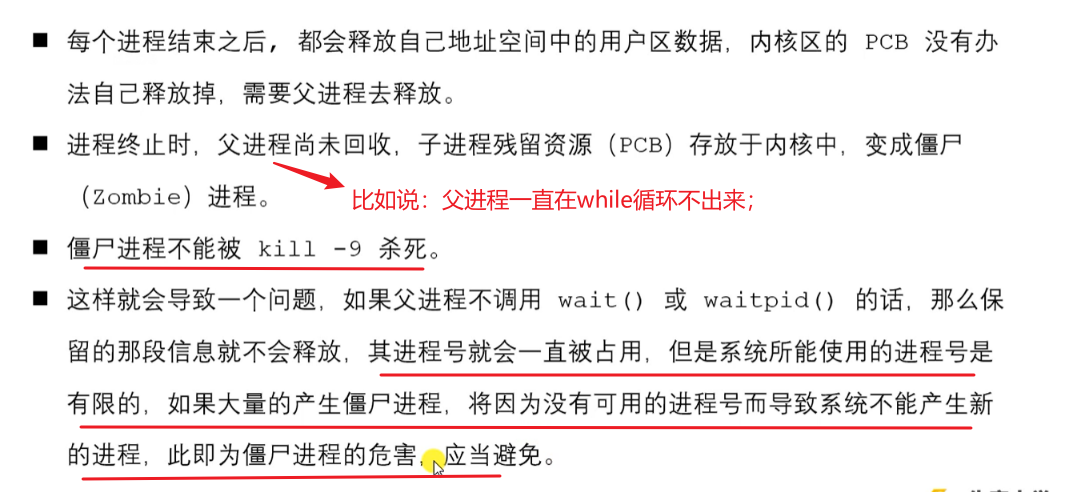 ■ 每个进程结束之后, 都会释放自己地址空间中的用户区数据，内核区的 PCB 没有办
法自己释放掉，需要父进程去释放。
■ 进程终止时，父进程尚未回收，子进程残留资源（PCB）存放于内核中，变成僵尸
（Zombie）进程。
比如说：父进程一直在while循环不出来；
■ 僵尸进程不能被 kill -9 杀死。
■ 这样就会导致一个问题，如果父进程不调用 wait() 或 waitpid() 的话，那么保
留的那段信息就不会释放，其进程号就会一直被占用，但是系统所能使用的进程号是
有限的，如果大量的产生僵尸进程，将因为没有可用的进程号而导致系统不能产生新
的进程，此即为僵尸进程的危害，应当避免。